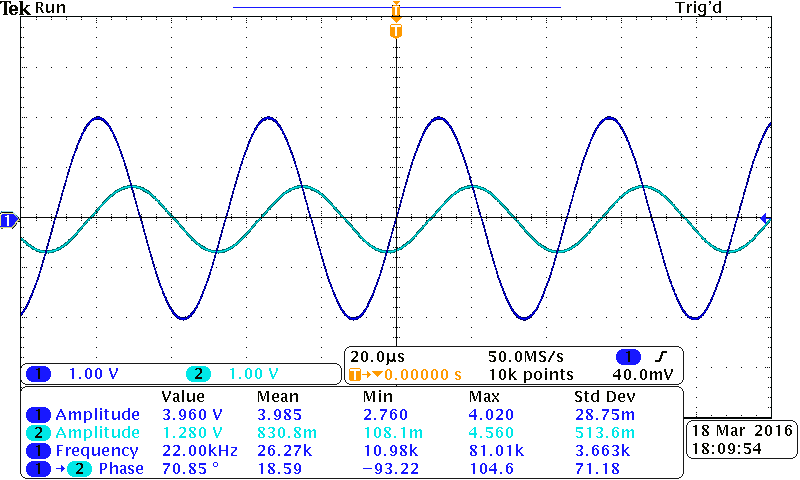 Tek Run Trig'd
T
T
1
1 1.00 V 2 1.00 V
20.0µs 50.0MS/s 1
T→▼0.00000 s 10k points 40.0mV
Value Mean Min Max Std Dev
1 Amplitude 3.960 V 3.985 2.760 4.020 28.75m
2 Amplitude 1.280 V 830.8m 108.1m 4.560 513.6m
1 Frequency 22.00kHz 26.27k 10.98k 81.01k 3.663k
1→2 Phase 70.85 ° 18.59 −93.22 104.6 71.18
18 Mar 2016
18:09:54